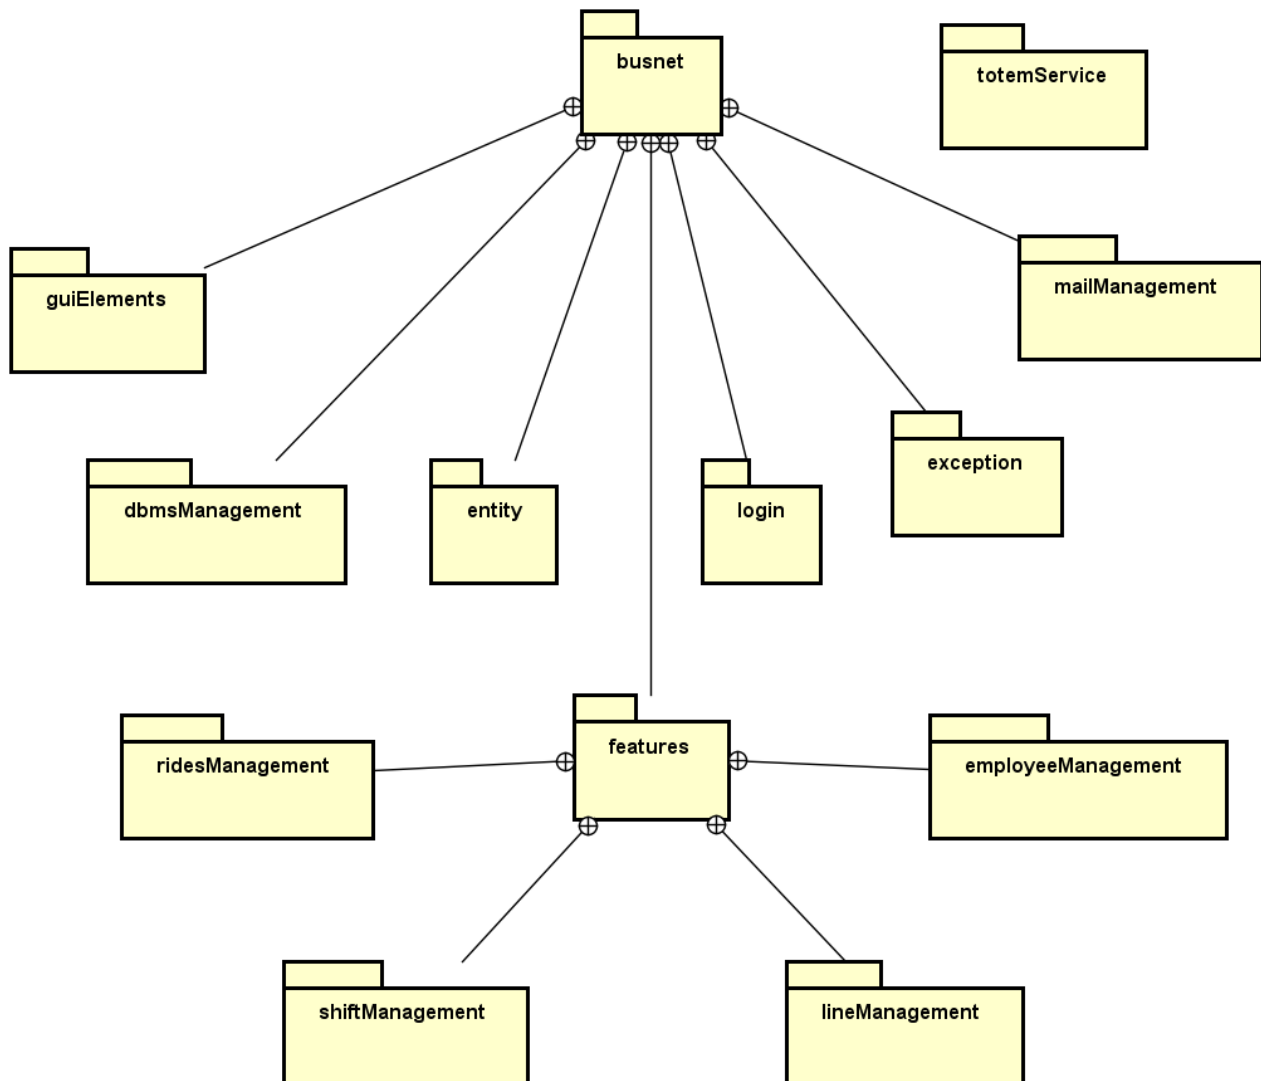 busnet
totemService
guiElements
mailManagement
dbmsManagement
entity
login
exception
ridesManagement
features
employeeManagement
shiftManagement
lineManagement